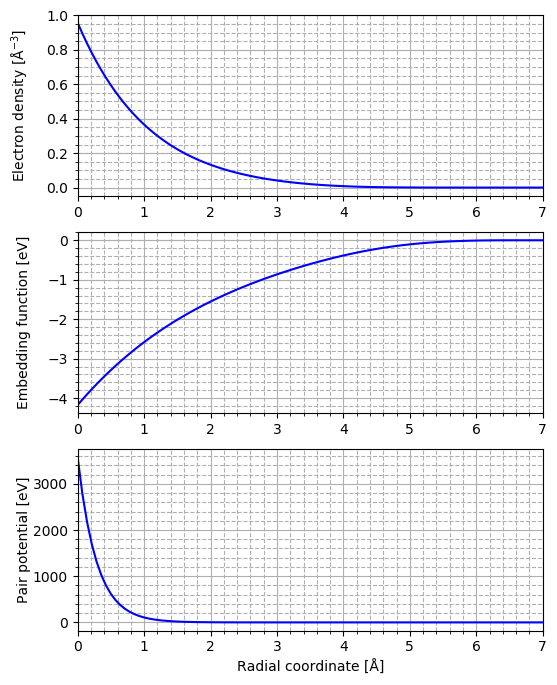 Electron density [Å⁻³]
1.0
0.8
0.6
0.4
0.2
0.0
0 1 2 3 4 5 6 7
Embedding function [eV]
0
−1
−2
−3
−4
0 1 2 3 4 5 6 7
Pair potential [eV]
3000
2000
1000
0
0 1 2 3 4 5 6 7
Radial coordinate [Å]